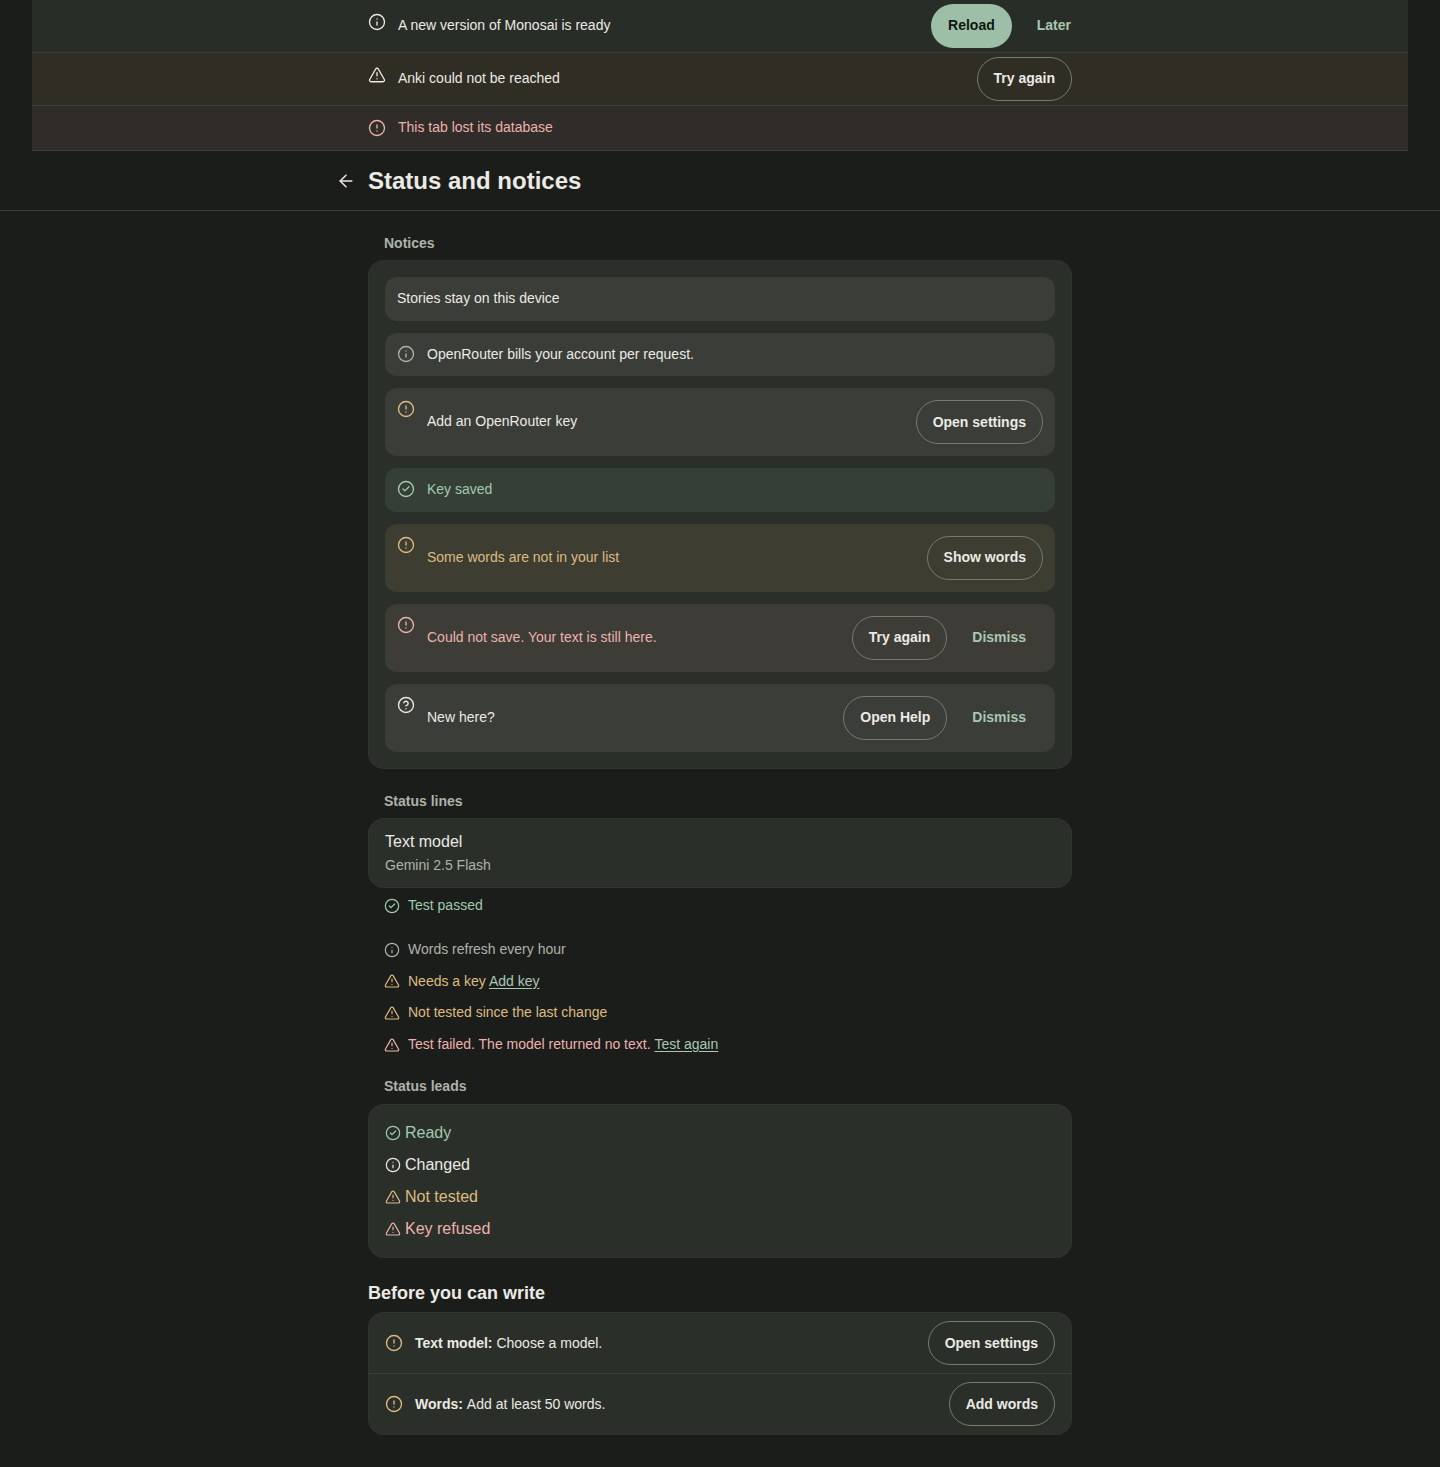 A new version of Monosai is ready Reload Later
Anki could not be reached Try again
This tab lost its database
Status and notices
Notices
Stories stay on this device
OpenRouter bills your account per request.
Add an OpenRouter key Open settings
Key saved
Some words are not in your list Show words
Could not save. Your text is still here. Try again Dismiss
New here? Open Help Dismiss
Status lines
Text model
Gemini 2.5 Flash
Test passed
Words refresh every hour
Needs a key Add key
Not tested since the last change
Test failed. The model returned no text. Test again
Status leads
Ready
Changed
Not tested
Key refused
Before you can write
Text model: Choose a model. Open settings
Words: Add at least 50 words. Add words